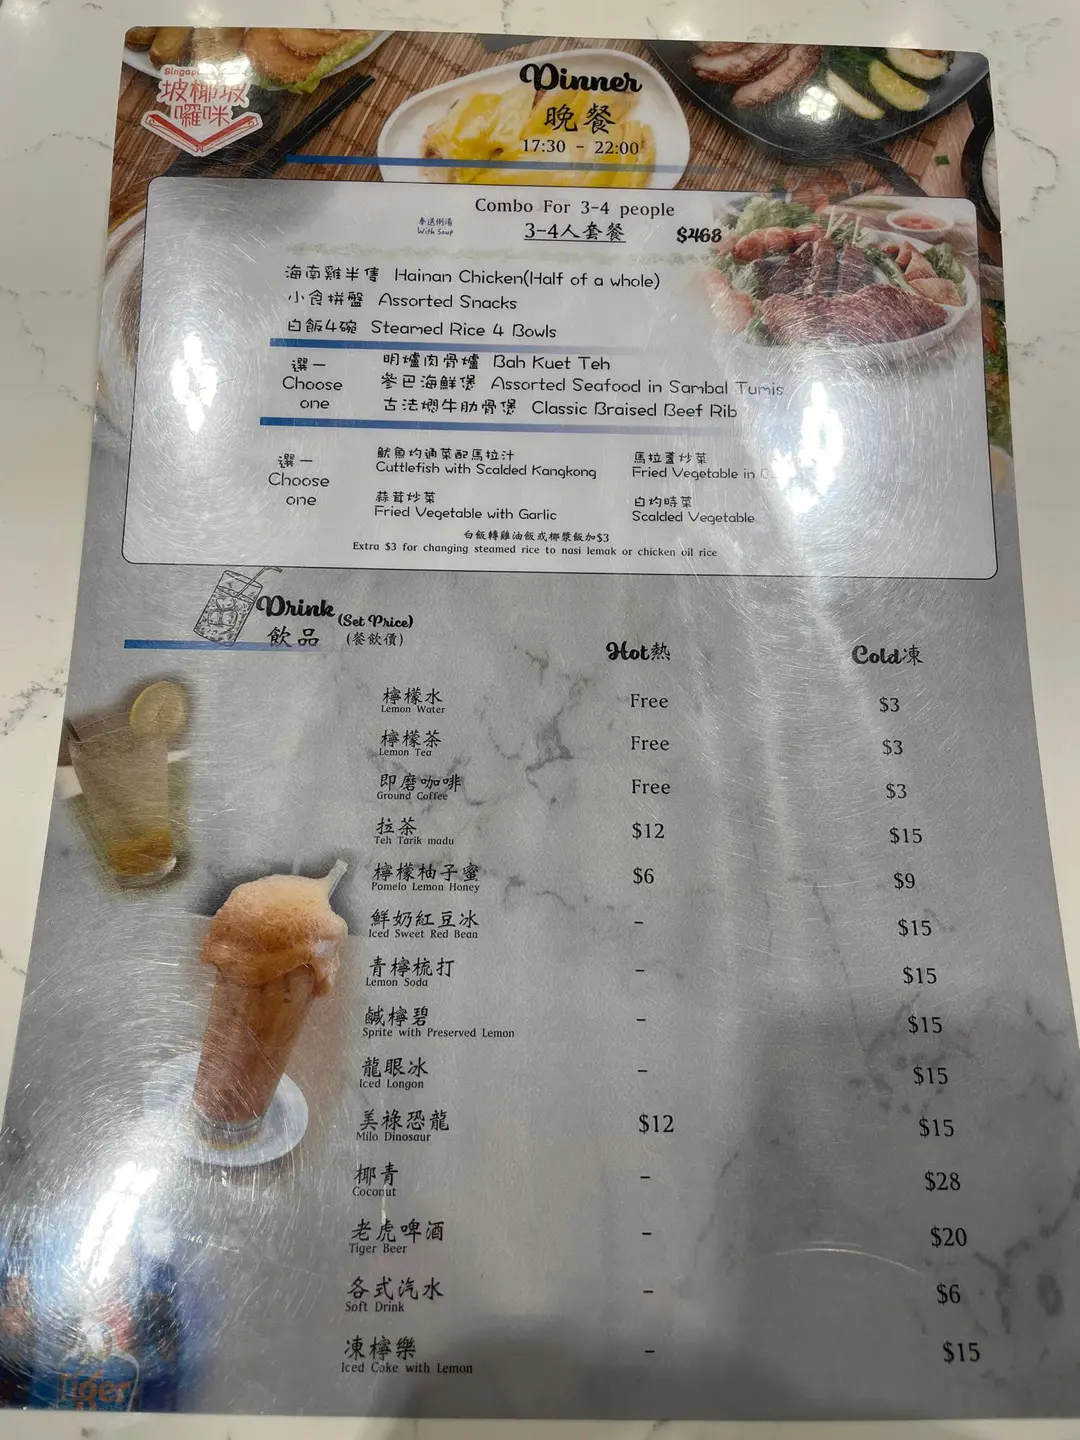 坡椰坡
囉咪
Dinner
晚餐
17:30 - 22:00
Combo For 3-4 people
奉送例湯
With Soup
3-4人套餐 $468
海南雞半隻 Hainan Chicken(Half of a whole)
小食拼盤 Assorted Snacks
白飯4碗 Steamed Rice 4 Bowls
選一
Choose
one
明爐肉骨爐 Bah Kuet Teh
參巴海鮮煲 Assorted Seafood in Sambal Tumis
古法燜牛肋骨煲 Classic Braised Beef Rib
選一
Choose
one
魷魚灼通菜配馬拉汁
Cuttlefish with Scalded Kangkong
馬拉盞炒菜
Fried Vegetable in
蒜茸炒菜
Fried Vegetable with Garlic
白灼時菜
Scalded Vegetable
白飯轉雞油飯或椰漿飯加$3
Extra $3 for changing steamed rice to nasi lemak or chicken oil rice
Drink (Set Price)
飲品 (餐飲價)
Hot熱 Cold凍
檸檬水 Free $3
Lemon Water
檸檬茶 Free $3
Lemon Tea
即磨咖啡 Free $3
Ground Coffee
拉茶 $12 $15
Teh Tarik madu
檸檬柚子蜜 $6 $9
Pomelo Lemon Honey
鮮奶紅豆冰 - $15
Iced Sweet Red Bean
青檸梳打 - $15
Lemon Soda
鹹檸碧 - $15
Sprite with Preserved Lemon
龍眼冰 - $15
Iced Longon
美祿恐龍 $12 $15
Milo Dinosaur
椰青 - $28
Coconut
老虎啤酒 - $20
Tiger Beer
各式汽水 - $6
Soft Drink
凍檸樂 - $15
Iced Coke with Lemon
Tiger